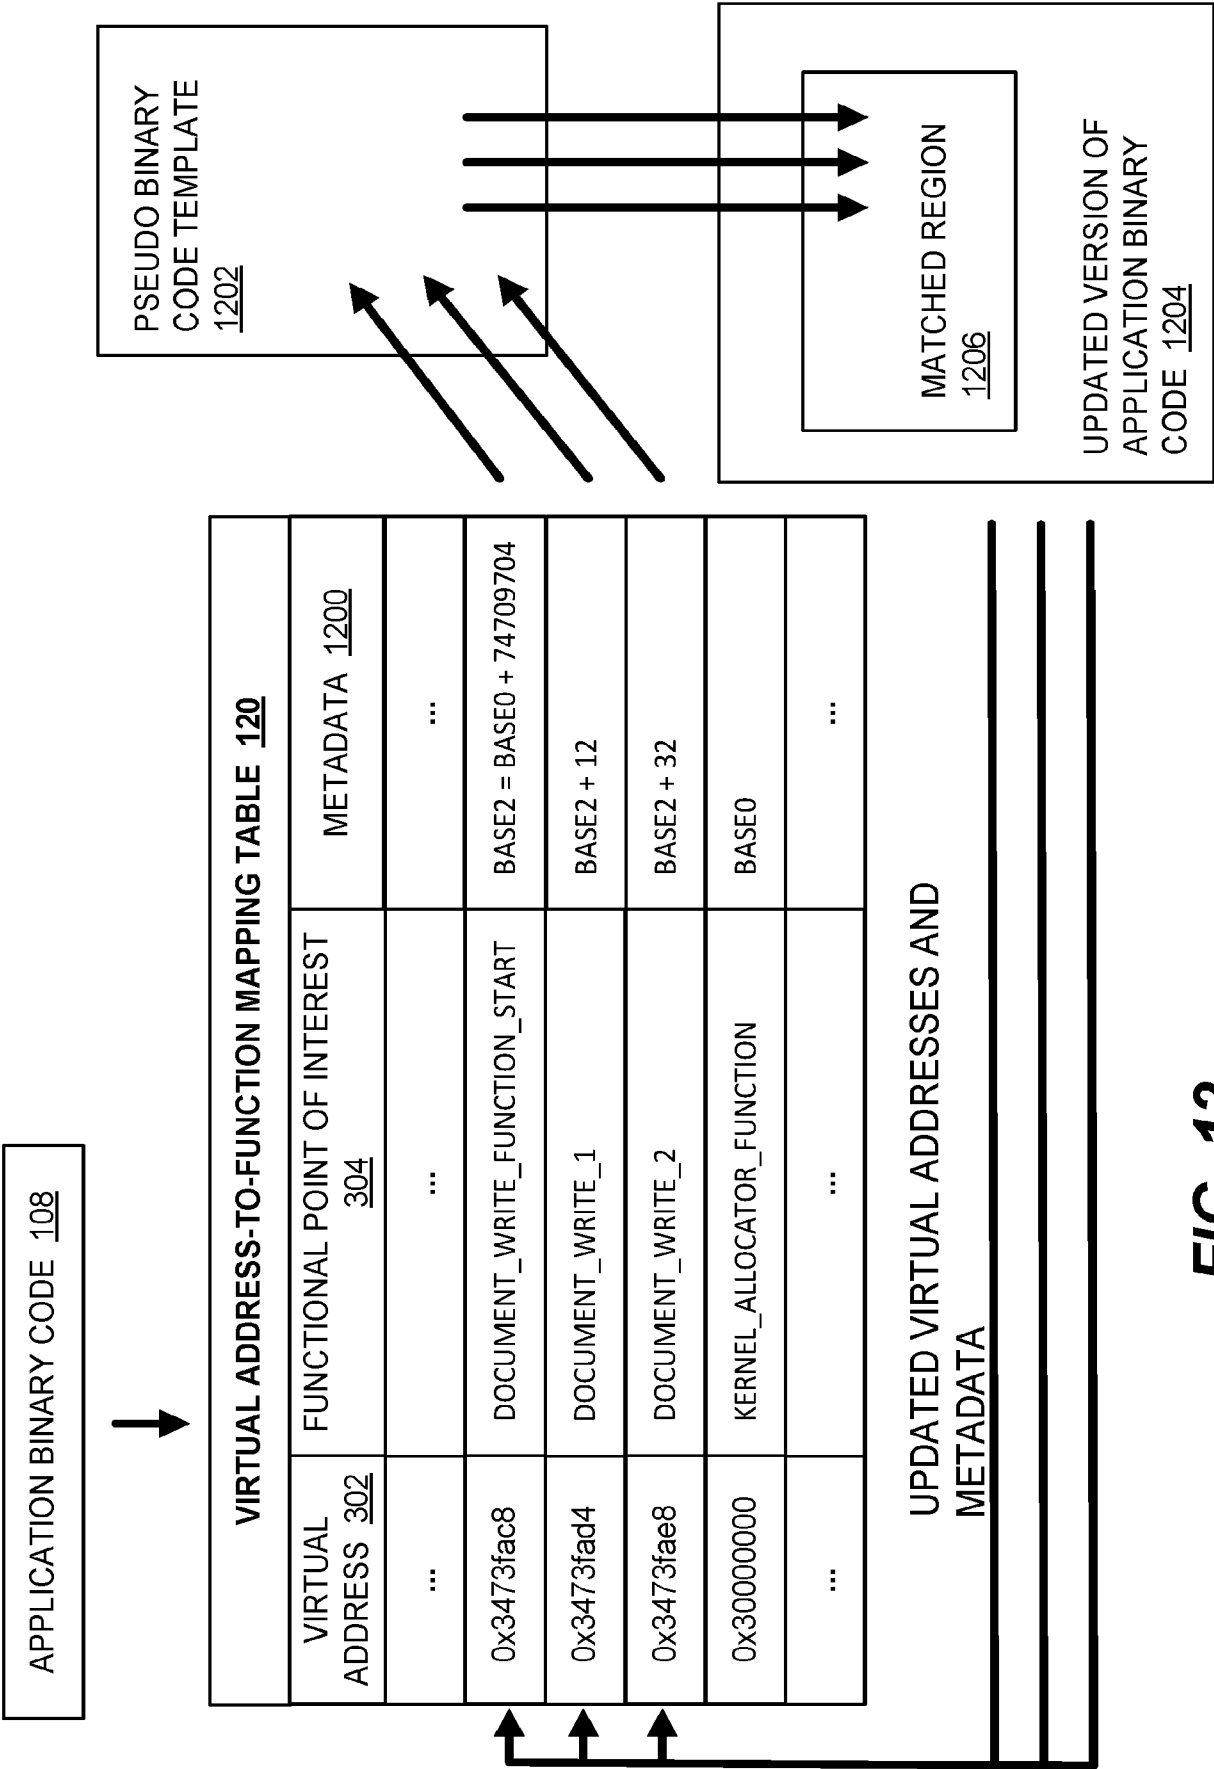 APPLICATION BINARY CODE 108
VIRTUAL ADDRESS-TO-FUNCTION MAPPING TABLE 120
VIRTUAL
ADDRESS 302
FUNCTIONAL POINT OF INTEREST
304
METADATA 1200
...
...
...
0x3473fac8
DOCUMENT_WRITE_FUNCTION_START
BASE2 = BASE0 + 74709704
0x3473fad4
DOCUMENT_WRITE_1
BASE2 + 12
0x3473fae8
DOCUMENT_WRITE_2
BASE2 + 32
0x30000000
KERNEL_ALLOCATOR_FUNCTION
BASE0
...
...
...
UPDATED VIRTUAL ADDRESSES AND
METADATA
PSEUDO BINARY
CODE TEMPLATE
1202
MATCHED REGION
1206
UPDATED VERSION OF
APPLICATION BINARY
CODE 1204
FIG. 12